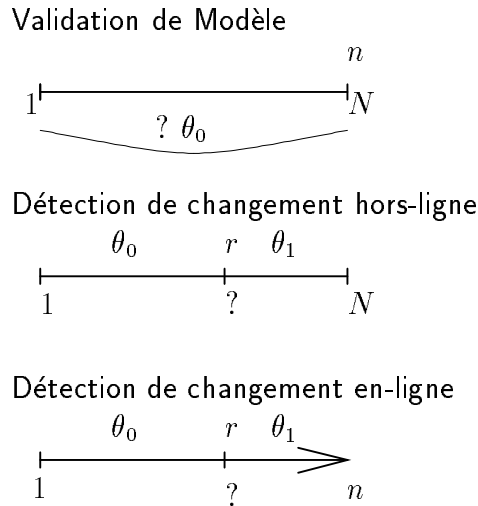 Validation de Modèle
n
1 N
? θ₀
Détection de changement hors-ligne
θ₀ r θ₁
1 ? N
Détection de changement en-ligne
θ₀ r θ₁
1 ? n